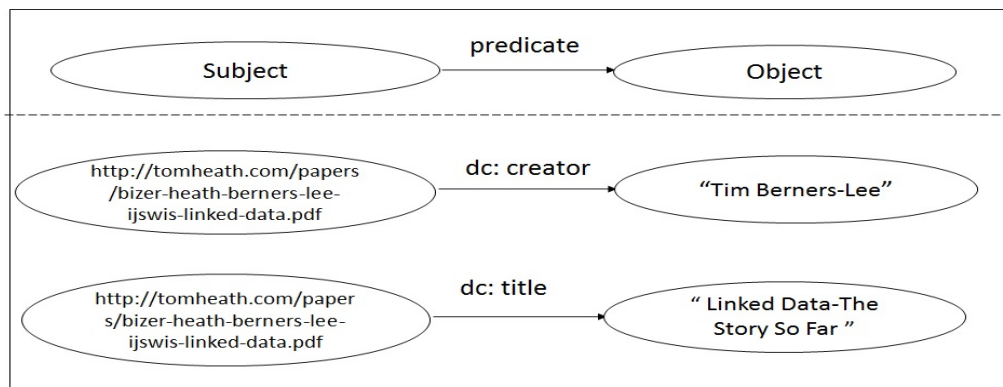 Subject
predicate
Object
http://tomheath.com/papers
/bizer-heath-berners-lee-
ijswis-linked-data.pdf
dc: creator
“Tim Berners-Lee”
http://tomheath.com/paper
s/bizer-heath-berners-lee-
ijswis-linked-data.pdf
dc: title
“ Linked Data-The
Story So Far ”